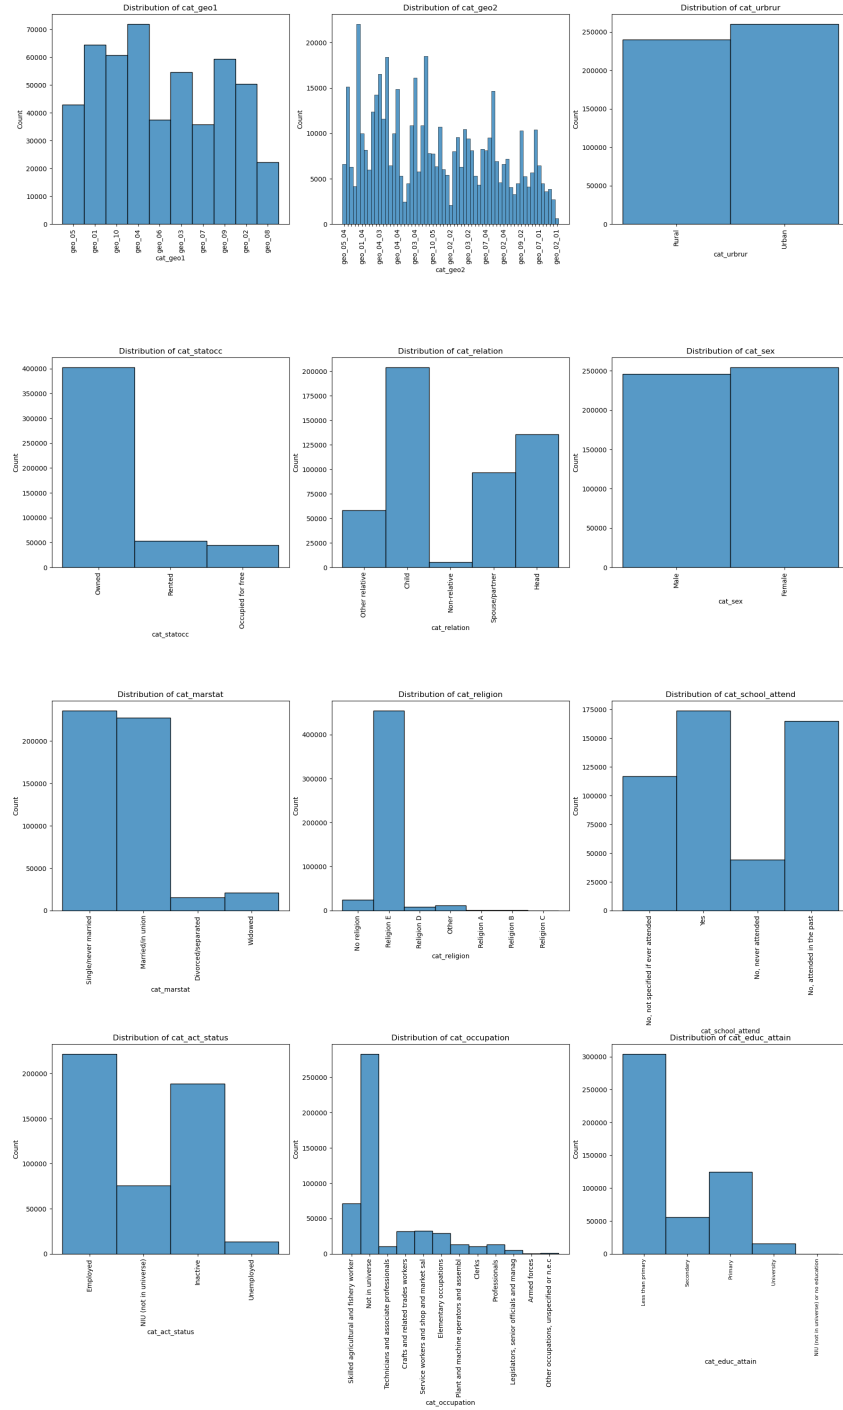 Distribution of cat_geo1
70000
60000
50000
40000
30000
20000
10000
0
Count
geo_05
geo_01
geo_10
geo_04
geo_06
geo_03
geo_07
geo_09
geo_02
geo_08
cat_geo1
Distribution of cat_geo2
20000
15000
10000
5000
0
Count
geo_05_04
geo_01_04
geo_04_03
geo_04_04
geo_03_04
geo_10_05
geo_02_02
geo_03_02
geo_07_04
geo_02_04
geo_09_02
geo_07_01
geo_02_01
cat_geo2
Distribution of cat_urbrur
250000
200000
150000
100000
50000
0
Count
Rural
Urban
cat_urbrur
Distribution of cat_statocc
400000
350000
300000
250000
200000
150000
100000
50000
0
Count
Owned
Rented
Occupied for free
cat_statocc
Distribution of cat_relation
200000
175000
150000
125000
100000
75000
50000
25000
0
Count
Other relative
Child
Non-relative
Spouse/partner
Head
cat_relation
Distribution of cat_sex
250000
200000
150000
100000
50000
0
Count
Male
Female
cat_sex
Distribution of cat_marstat
200000
150000
100000
50000
0
Count
Single/never married
Married/in union
Divorced/separated
Widowed
cat_marstat
Distribution of cat_religion
400000
300000
200000
100000
0
Count
No religion
Religion E
Religion D
Other
Religion A
Religion B
Religion C
cat_religion
Distribution of cat_school_attend
175000
150000
125000
100000
75000
50000
25000
0
Count
No, not specified if ever attended
Yes
No, never attended
No, attended in the past
cat_school_attend
Distribution of cat_act_status
200000
150000
100000
50000
0
Count
Employed
NIU (not in universe)
Inactive
Unemployed
cat_act_status
Distribution of cat_occupation
250000
200000
150000
100000
50000
0
Count
Skilled agricultural and fishery worker
Not in universe
Technicians and associate professionals
Crafts and related trades workers
Service workers and shop and market sal
Elementary occupations
Plant and machine operators and assembl
Clerks
Professionals
Legislators, senior officials and manag
Armed forces
Other occupations, unspecified or n.e.c
cat_occupation
Distribution of cat_educ_attain
300000
250000
200000
150000
100000
50000
0
Count
Less than primary
Secondary
Primary
University
NIU (not in universe) or no education
cat_educ_attain